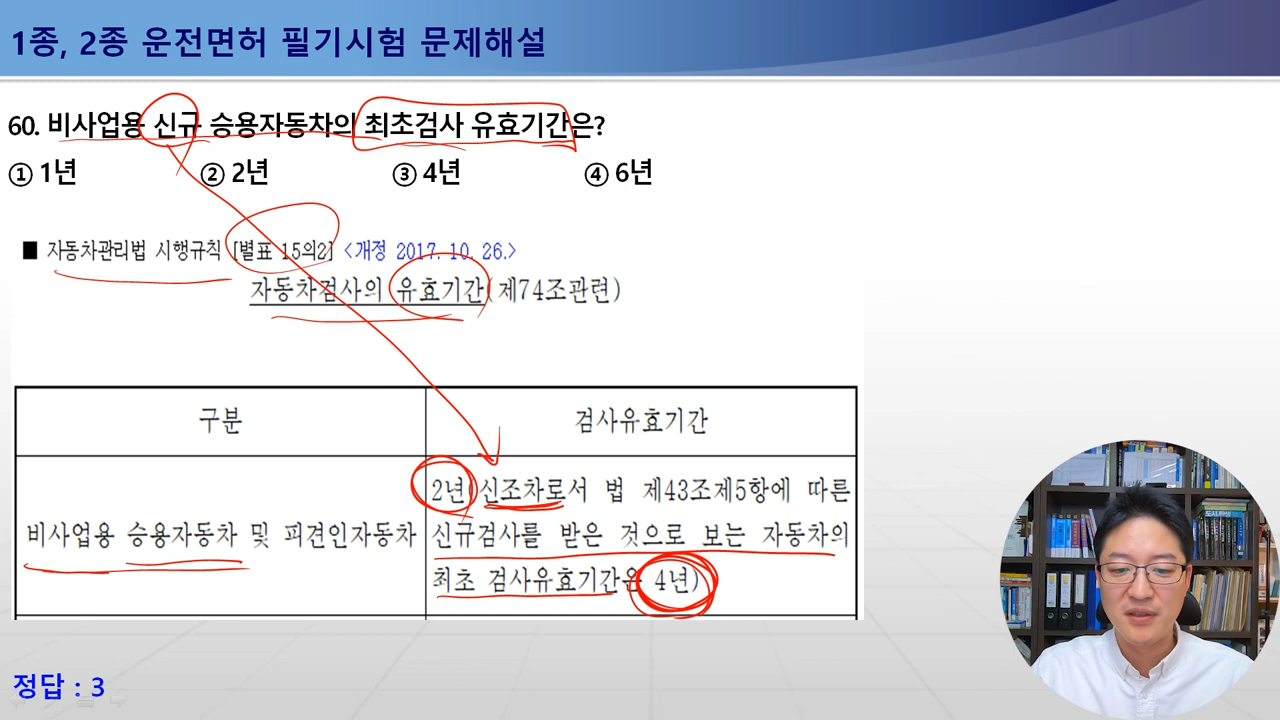 1종, 2종 운전면허 필기시험 문제해설
60. 비사업용 신규 승용자동차의 최초검사 유효기간은?
① 1년 ② 2년 ③ 4년 ④ 6년
■ 자동차관리법 시행규칙 [별표 15의2] <개정 2017. 10. 26.>
자동차검사의 유효기간(제74조관련)
구분 검사유효기간
비사업용 승용자동차 및 피견인자동차
2년(신조차로서 법 제43조제5항에 따른
신규검사를 받은 것으로 보는 자동차의
최초 검사유효기간은 4년)
정답 : 3